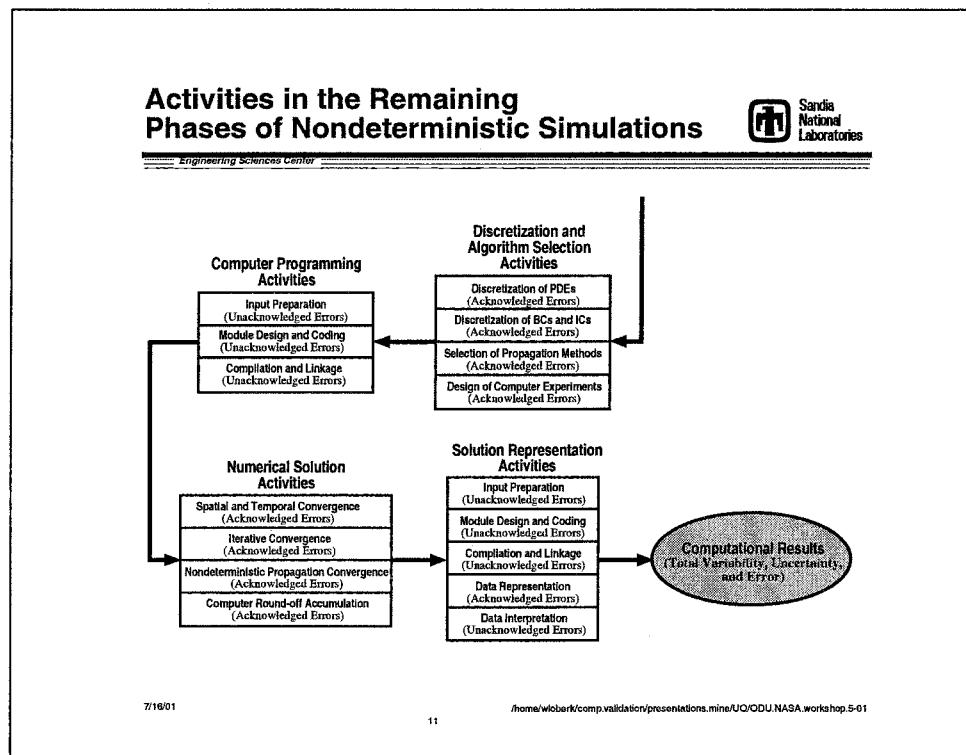 Activities in the Remaining
Phases of Nondeterministic Simulations
Sandia
National
Laboratories
Engineering Sciences Center
Discretization and
Algorithm Selection
Activities
Discretization of PDEs
(Acknowledged Errors)
Discretization of BCs and ICs
(Acknowledged Errors)
Selection of Propagation Methods
(Acknowledged Errors)
Design of Computer Experiments
(Acknowledged Errors)
Computer Programming
Activities
Input Preparation
(Unacknowledged Errors)
Module Design and Coding
(Unacknowledged Errors)
Compilation and Linkage
(Unacknowledged Errors)
Numerical Solution
Activities
Spatial and Temporal Convergence
(Acknowledged Errors)
Iterative Convergence
(Acknowledged Errors)
Nondeterministic Propagation Convergence
(Acknowledged Errors)
Computer Round-off Accumulation
(Acknowledged Errors)
Solution Representation
Activities
Input Preparation
(Unacknowledged Errors)
Module Design and Coding
(Unacknowledged Errors)
Compilation and Linkage
(Unacknowledged Errors)
Data Representation
(Acknowledged Errors)
Data Interpretation
(Unacknowledged Errors)
Computational Results
(Total Variability, Uncertainty,
and Error)
7/16/01
11
/home/wloberk/comp.validation/presentations.mine/UQ/ODU.NASA.workshop.5-01